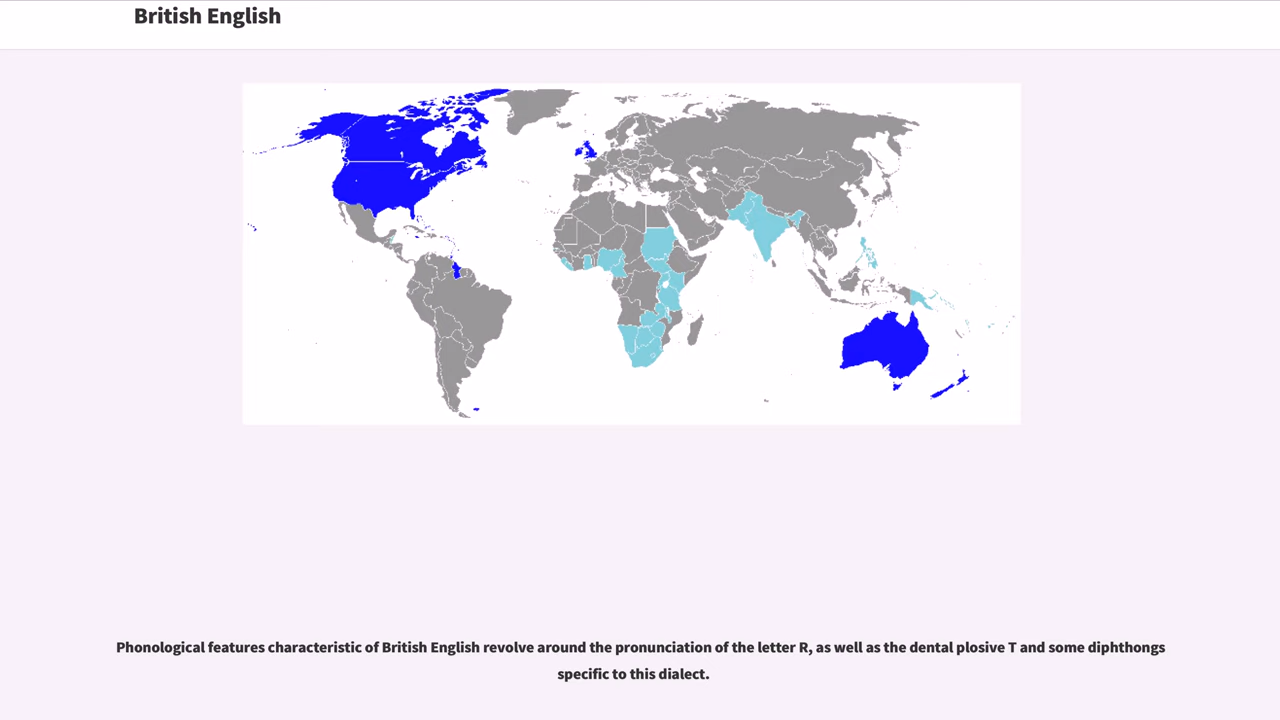 British English
Phonological features characteristic of British English revolve around the pronunciation of the letter R, as well as the dental plosive T and some diphthongs
specific to this dialect.